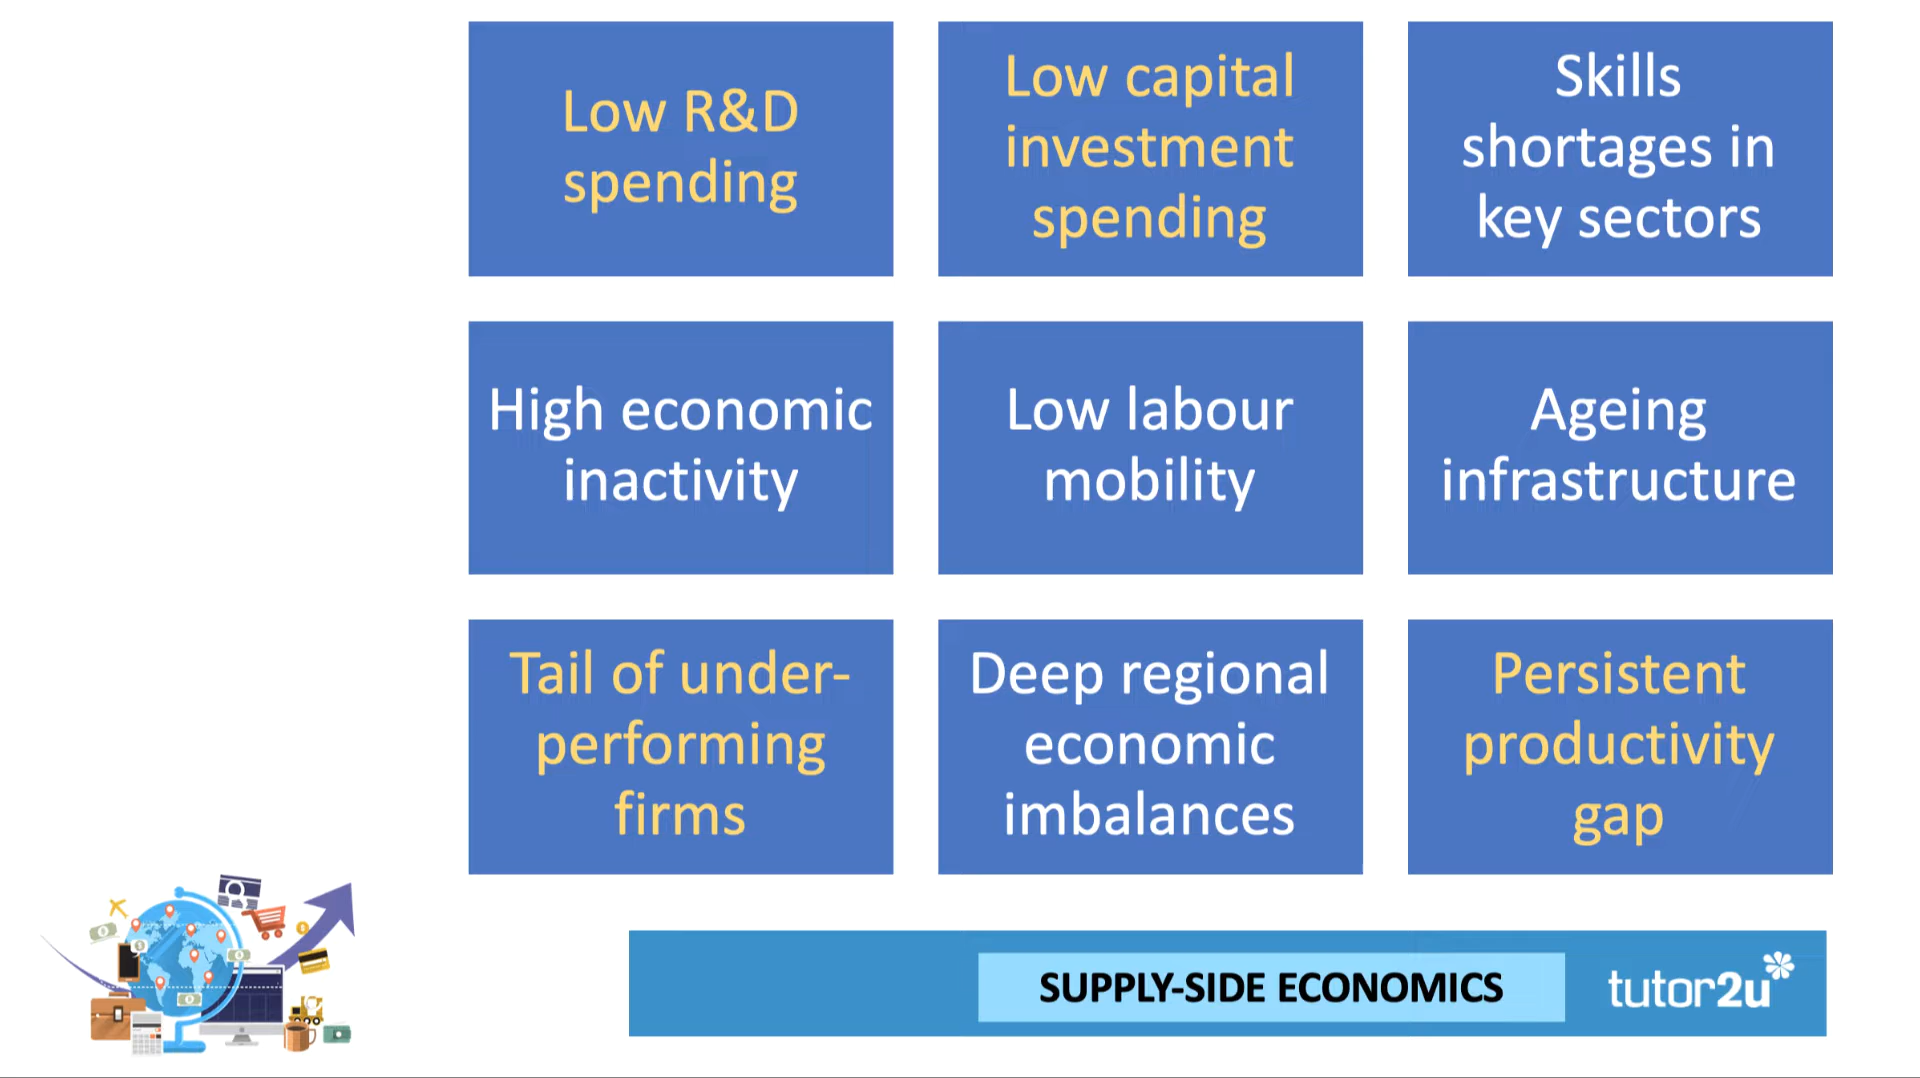 Low R&D
spending
Low capital
investment
spending
Skills
shortages in
key sectors
High economic
inactivity
Low labour
mobility
Ageing
infrastructure
Tail of under-
performing
firms
Deep regional
economic
imbalances
Persistent
productivity
gap
SUPPLY-SIDE ECONOMICS
tutor2u